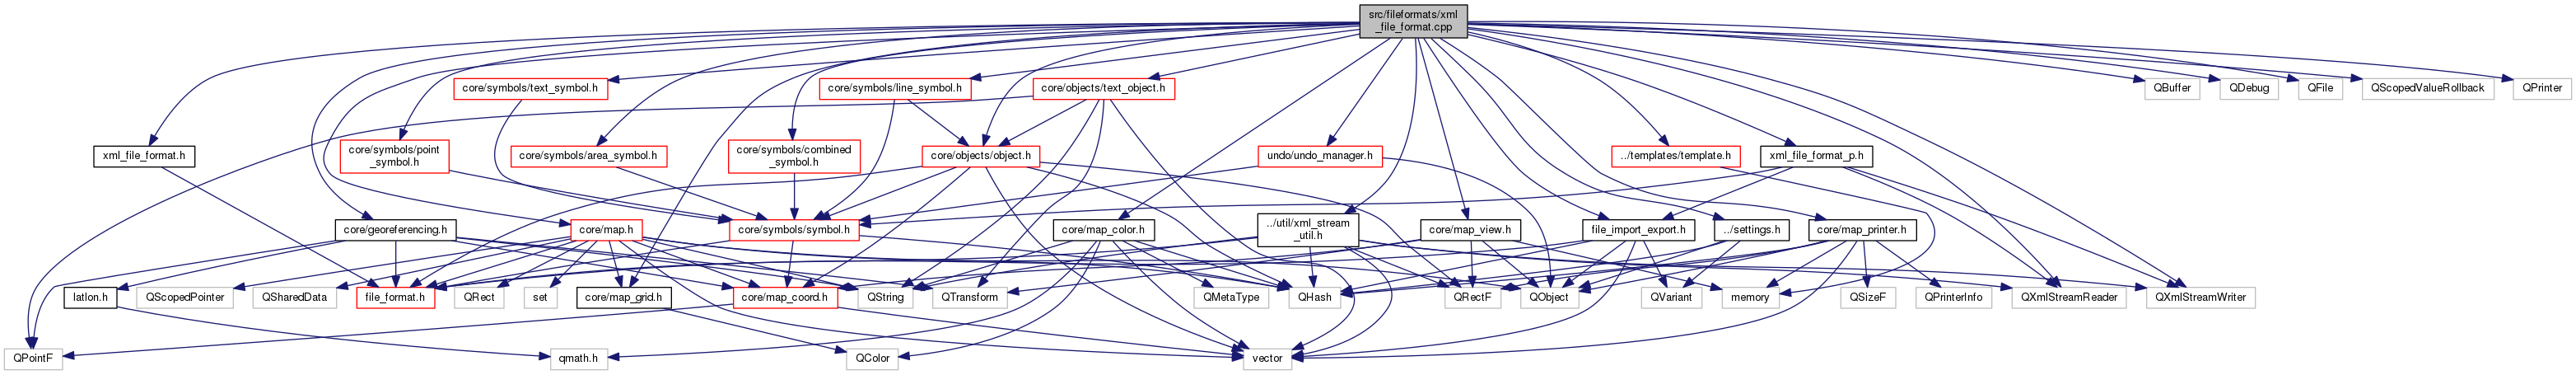 src/fileformats/xml
_file_format.cpp
core/symbols/text_symbol.h
core/symbols/line_symbol.h
core/objects/text_object.h
QBuffer
QDebug
QFile
QScopedValueRollback
QPrinter
xml_file_format.h
core/symbols/point
_symbol.h
core/symbols/area_symbol.h
core/symbols/combined
_symbol.h
core/objects/object.h
undo/undo_manager.h
../templates/template.h
xml_file_format_p.h
core/georeferencing.h
core/map.h
core/symbols/symbol.h
core/map_color.h
../util/xml_stream
_util.h
core/map_view.h
file_import_export.h
../settings.h
core/map_printer.h
latlon.h
QScopedPointer
QSharedData
file_format.h
QRect
set
core/map_grid.h
core/map_coord.h
QString
QTransform
QMetaType
QHash
QRectF
QObject
QVariant
memory
QSizeF
QPrinterInfo
QXmlStreamReader
QXmlStreamWriter
QPointF
qmath.h
QColor
vector